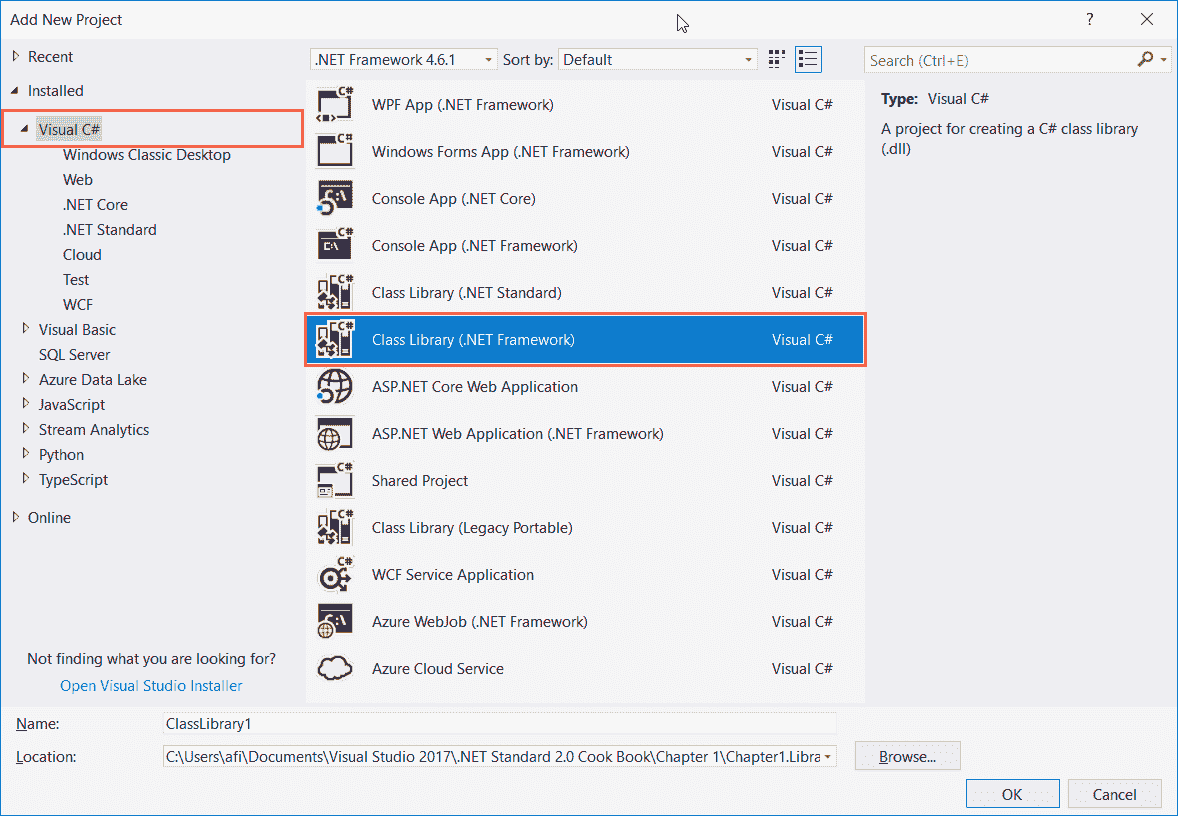 Add New Project
?
Recent
Installed
Visual C#
Windows Classic Desktop
Web
.NET Core
.NET Standard
Cloud
Test
WCF
Visual Basic
SQL Server
Azure Data Lake
JavaScript
Stream Analytics
Python
TypeScript
Online
Not finding what you are looking for?
Open Visual Studio Installer
.NET Framework 4.6.1 Sort by: Default
WPF App (.NET Framework) Visual C#
Windows Forms App (.NET Framework) Visual C#
Console App (.NET Core) Visual C#
Console App (.NET Framework) Visual C#
Class Library (.NET Standard) Visual C#
Class Library (.NET Framework) Visual C#
ASP.NET Core Web Application Visual C#
ASP.NET Web Application (.NET Framework) Visual C#
Shared Project Visual C#
Class Library (Legacy Portable) Visual C#
WCF Service Application Visual C#
Azure WebJob (.NET Framework) Visual C#
Azure Cloud Service Visual C#
Search (Ctrl+E)
Type: Visual C#
A project for creating a C# class library
(.dll)
Name: ClassLibrary1
Location: C:\Users\afi\Documents\Visual Studio 2017\.NET Standard 2.0 Cook Book\Chapter 1\Chapter1.Libra Browse...
OK Cancel